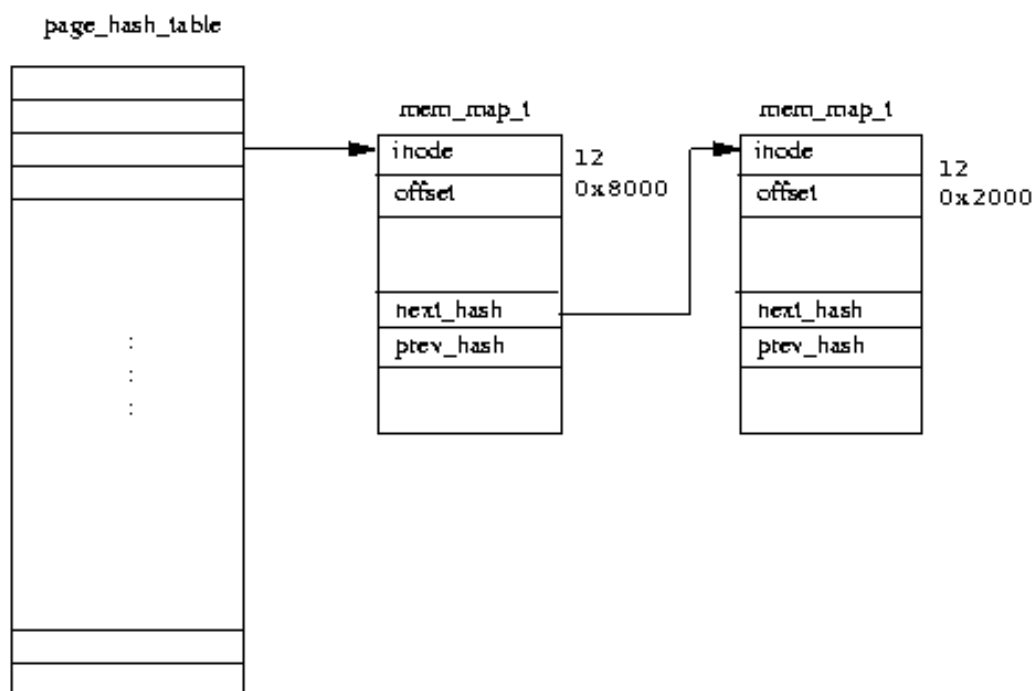 page_hash_table
mem_map_t
inode
offset
next_hash
prev_hash
12
0x8000
mem_map_t
inode
offset
next_hash
prev_hash
12
0x2000
:
:
: